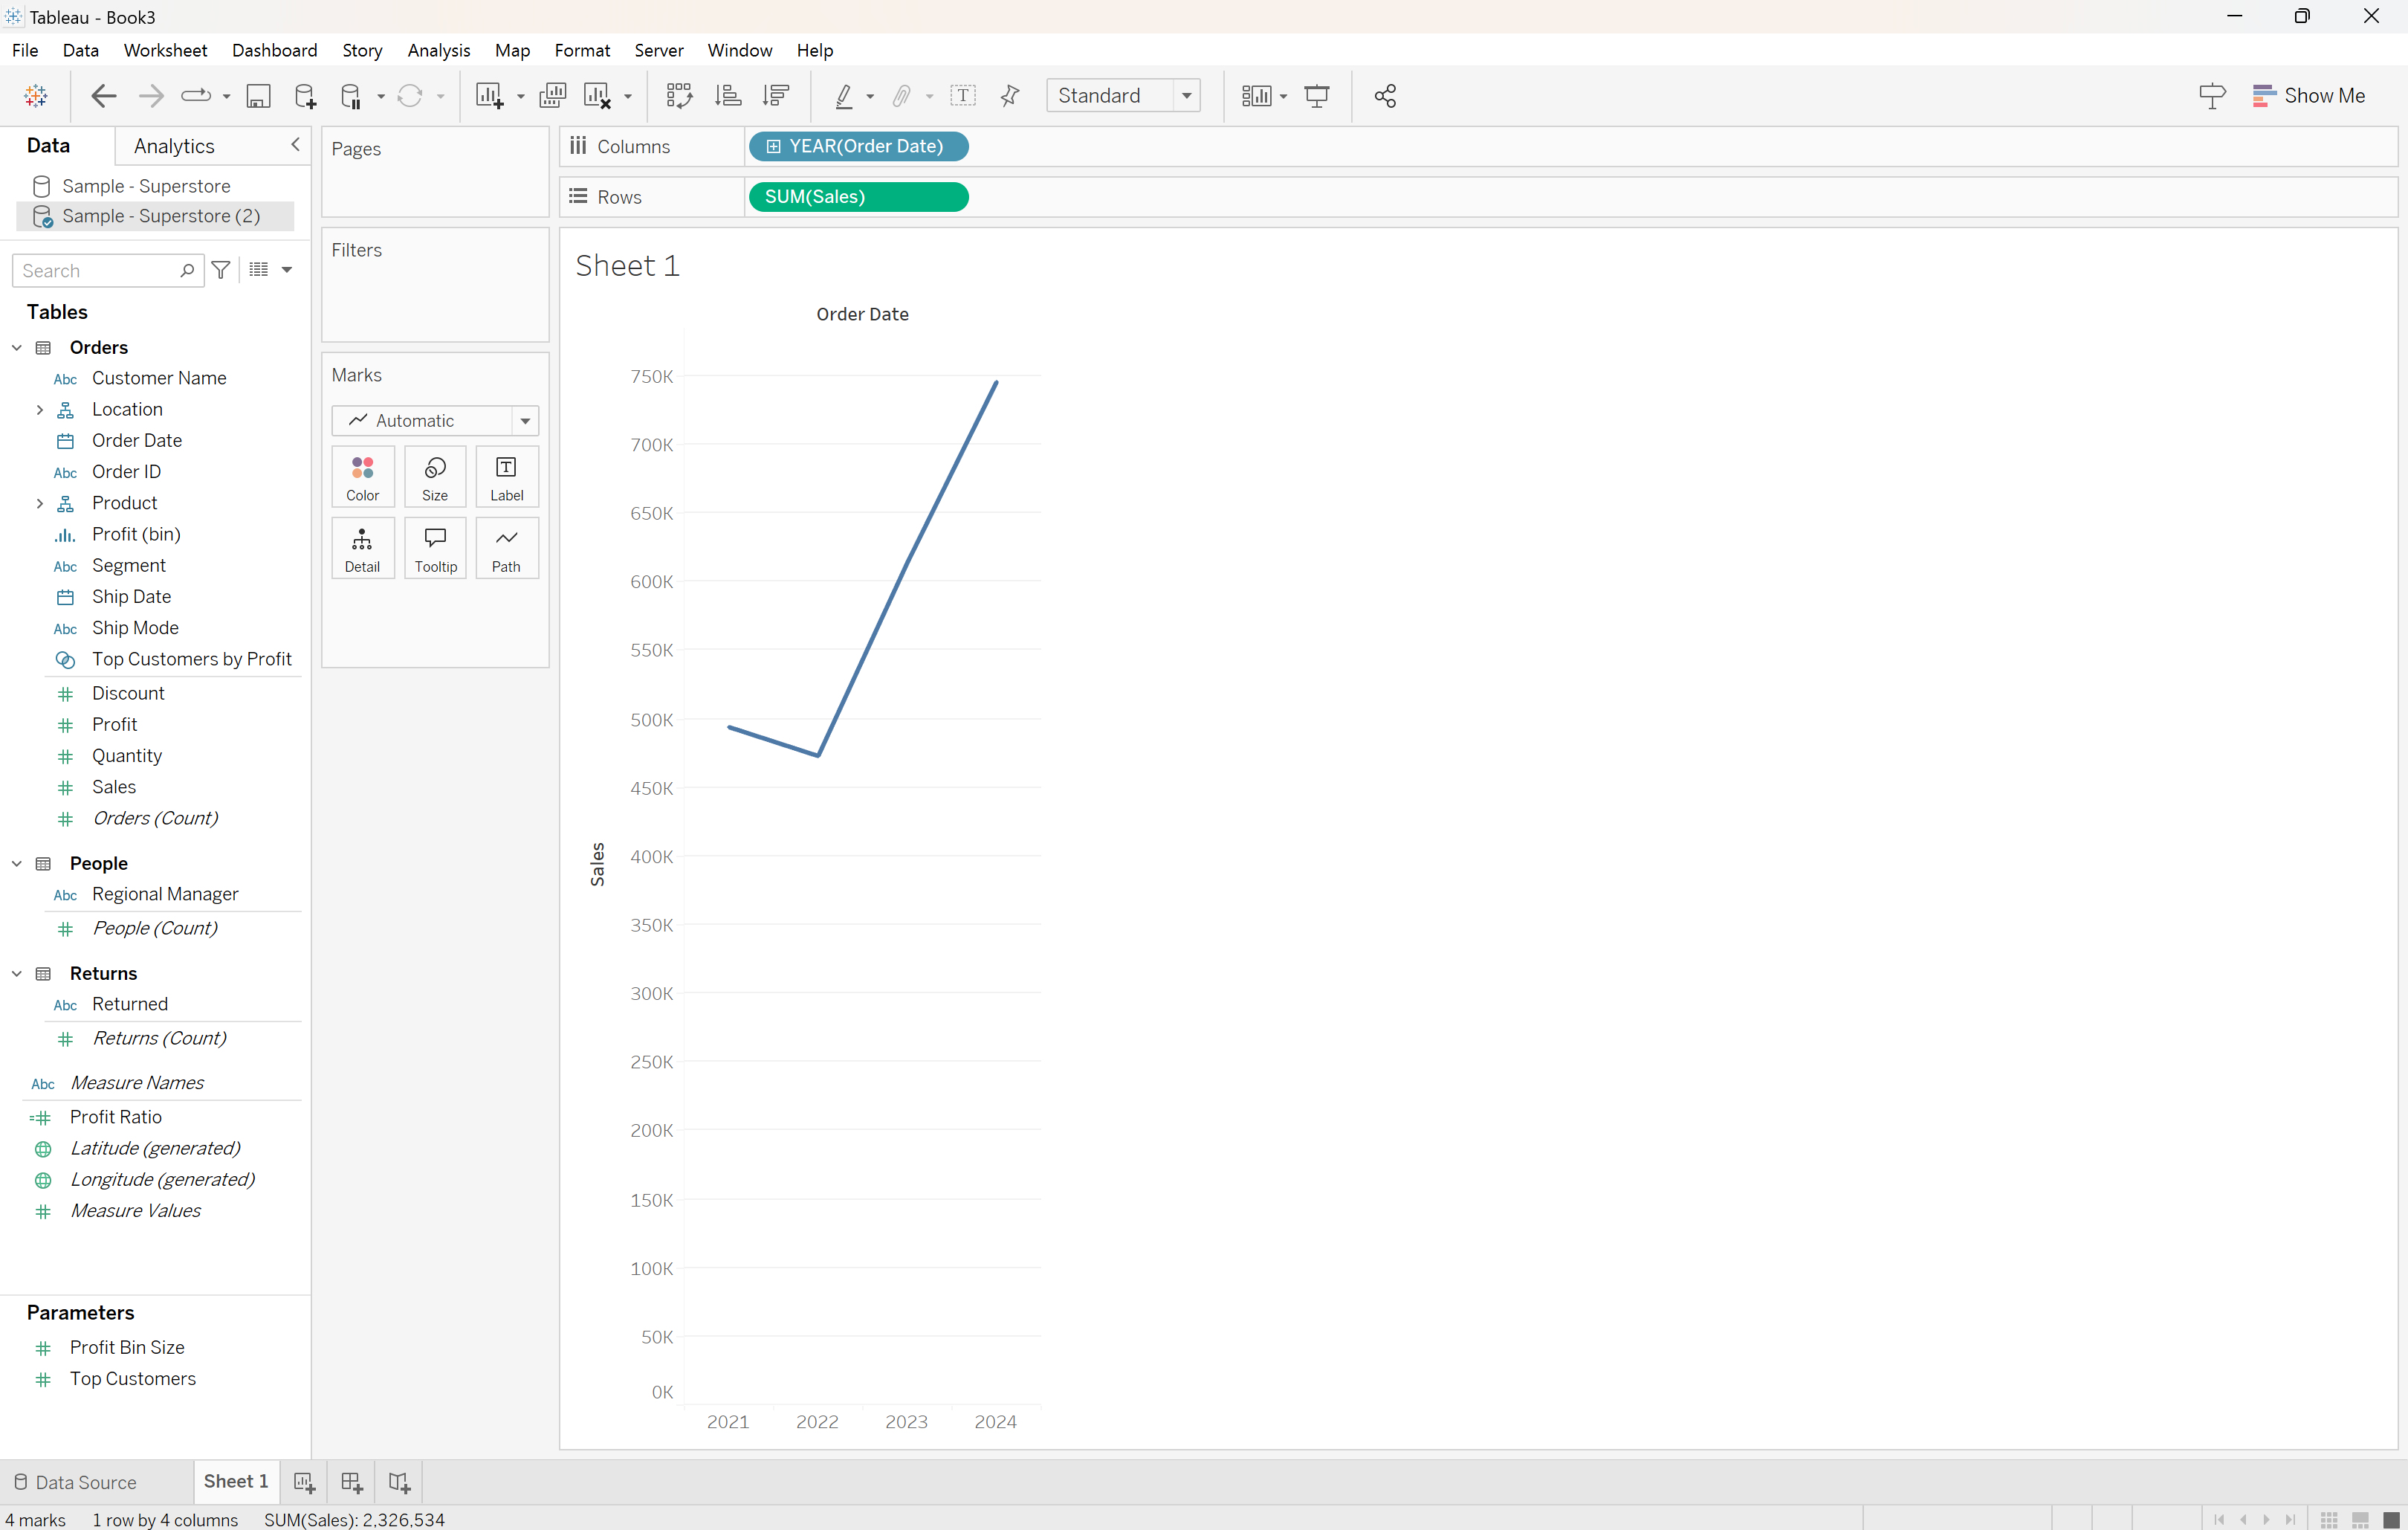 Tableau - Book3
File Data Worksheet Dashboard Story Analysis Map Format Server Window Help
Standard
Show Me
Data
Analytics
Sample - Superstore
Sample - Superstore (2)
Search
Tables
Orders
Abc Customer Name
Location
Order Date
Abc Order ID
Product
Profit (bin)
Abc Segment
Ship Date
Abc Ship Mode
Top Customers by Profit
# Discount
# Profit
# Quantity
# Sales
# Orders (Count)
People
Abc Regional Manager
# People (Count)
Returns
Abc Returned
# Returns (Count)
Abc Measure Names
=# Profit Ratio
Latitude (generated)
Longitude (generated)
# Measure Values
Parameters
# Profit Bin Size
# Top Customers
Pages
Filters
Marks
Automatic
Color Size Label
Detail Tooltip Path
Columns YEAR(Order Date)
Rows SUM(Sales)
Sheet 1
Order Date
750K
700K
650K
600K
550K
500K
450K
400K
350K
300K
250K
200K
150K
100K
50K
0K
Sales
2021 2022 2023 2024
Data Source Sheet 1
4 marks 1 row by 4 columns SUM(Sales): 2,326,534